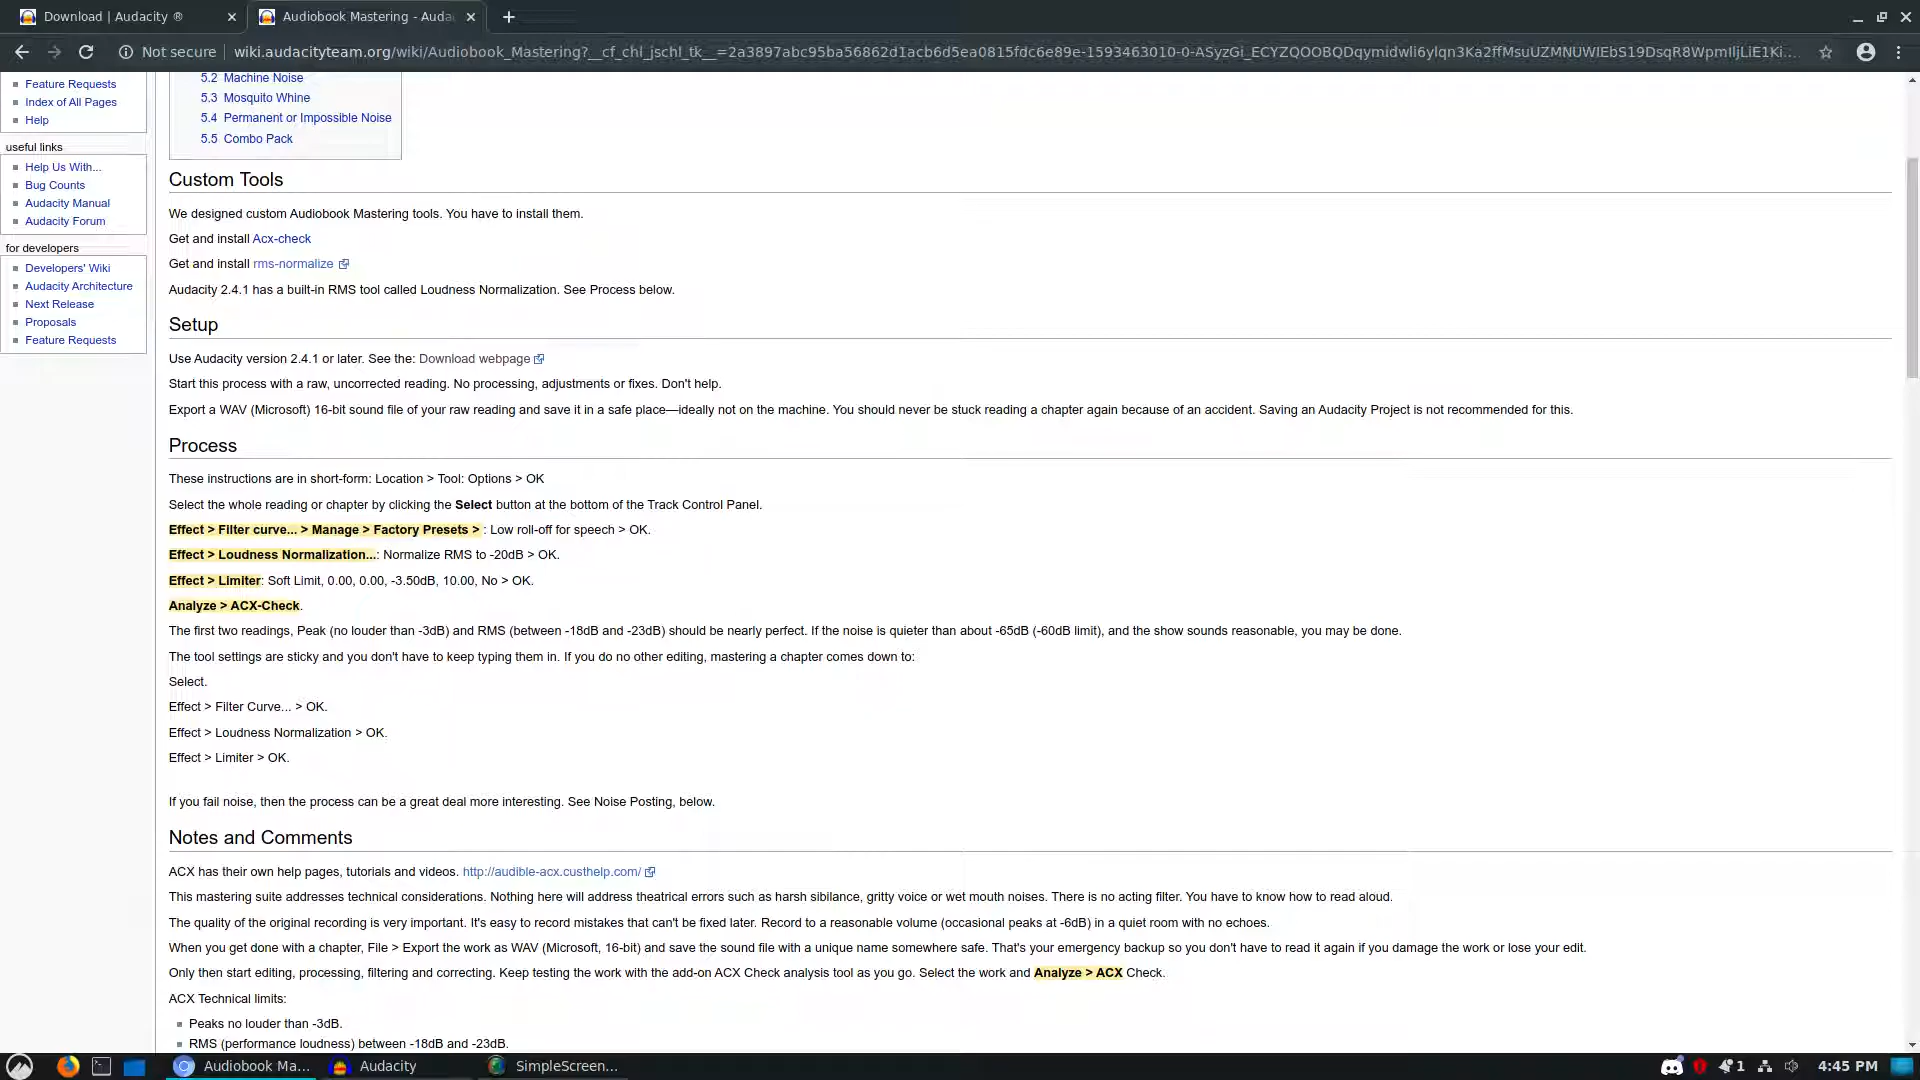 Download | Audacity ®
Audiobook Mastering - Auda
Not secure
wiki.audacityteam.org/wiki/Audiobook_Mastering?__cf_chl_jschl_tk__=2a3897abc95ba56862d1acb6d5ea0815fdc6e89e-1593463010-0-ASyzGi_ECYZQOOBQDqymidwli6ylqn3Ka2ffMsuUZMNUWIEbS19DsqR8WpmIljLiE1Ki...
Feature Requests
Index of All Pages
Help
useful links
Help Us With...
Bug Counts
Audacity Manual
Audacity Forum
for developers
Developers' Wiki
Audacity Architecture
Next Release
Proposals
Feature Requests
5.2 Machine Noise
5.3 Mosquito Whine
5.4 Permanent or Impossible Noise
5.5 Combo Pack
Custom Tools
We designed custom Audiobook Mastering tools. You have to install them.
Get and install Acx-check
Get and install rms-normalize
Audacity 2.4.1 has a built-in RMS tool called Loudness Normalization. See Process below.
Setup
Use Audacity version 2.4.1 or later. See the: Download webpage
Start this process with a raw, uncorrected reading. No processing, adjustments or fixes. Don't help.
Export a WAV (Microsoft) 16-bit sound file of your raw reading and save it in a safe place—ideally not on the machine. You should never be stuck reading a chapter again because of an accident. Saving an Audacity Project is not recommended for this.
Process
These instructions are in short-form: Location > Tool: Options > OK
Select the whole reading or chapter by clicking the Select button at the bottom of the Track Control Panel.
Effect > Filter curve... > Manage > Factory Presets > : Low roll-off for speech > OK.
Effect > Loudness Normalization...: Normalize RMS to -20dB > OK.
Effect > Limiter: Soft Limit, 0.00, 0.00, -3.50dB, 10.00, No > OK.
Analyze > ACX-Check.
The first two readings, Peak (no louder than -3dB) and RMS (between -18dB and -23dB) should be nearly perfect. If the noise is quieter than about -65dB (-60dB limit), and the show sounds reasonable, you may be done.
The tool settings are sticky and you don't have to keep typing them in. If you do no other editing, mastering a chapter comes down to:
Select.
Effect > Filter Curve... > OK.
Effect > Loudness Normalization > OK.
Effect > Limiter > OK.
If you fail noise, then the process can be a great deal more interesting. See Noise Posting, below.
Notes and Comments
ACX has their own help pages, tutorials and videos. http://audible-acx.custhelp.com/
This mastering suite addresses technical considerations. Nothing here will address theatrical errors such as harsh sibilance, gritty voice or wet mouth noises. There is no acting filter. You have to know how to read aloud.
The quality of the original recording is very important. It's easy to record mistakes that can't be fixed later. Record to a reasonable volume (occasional peaks at -6dB) in a quiet room with no echoes.
When you get done with a chapter, File > Export the work as WAV (Microsoft, 16-bit) and save the sound file with a unique name somewhere safe. That's your emergency backup so you don't have to read it again if you damage the work or lose your edit.
Only then start editing, processing, filtering and correcting. Keep testing the work with the add-on ACX Check analysis tool as you go. Select the work and Analyze > ACX Check.
ACX Technical limits:
Peaks no louder than -3dB.
RMS (performance loudness) between -18dB and -23dB.
Audiobook Ma...
Audacity
SimpleScreen...
1
4:45 PM